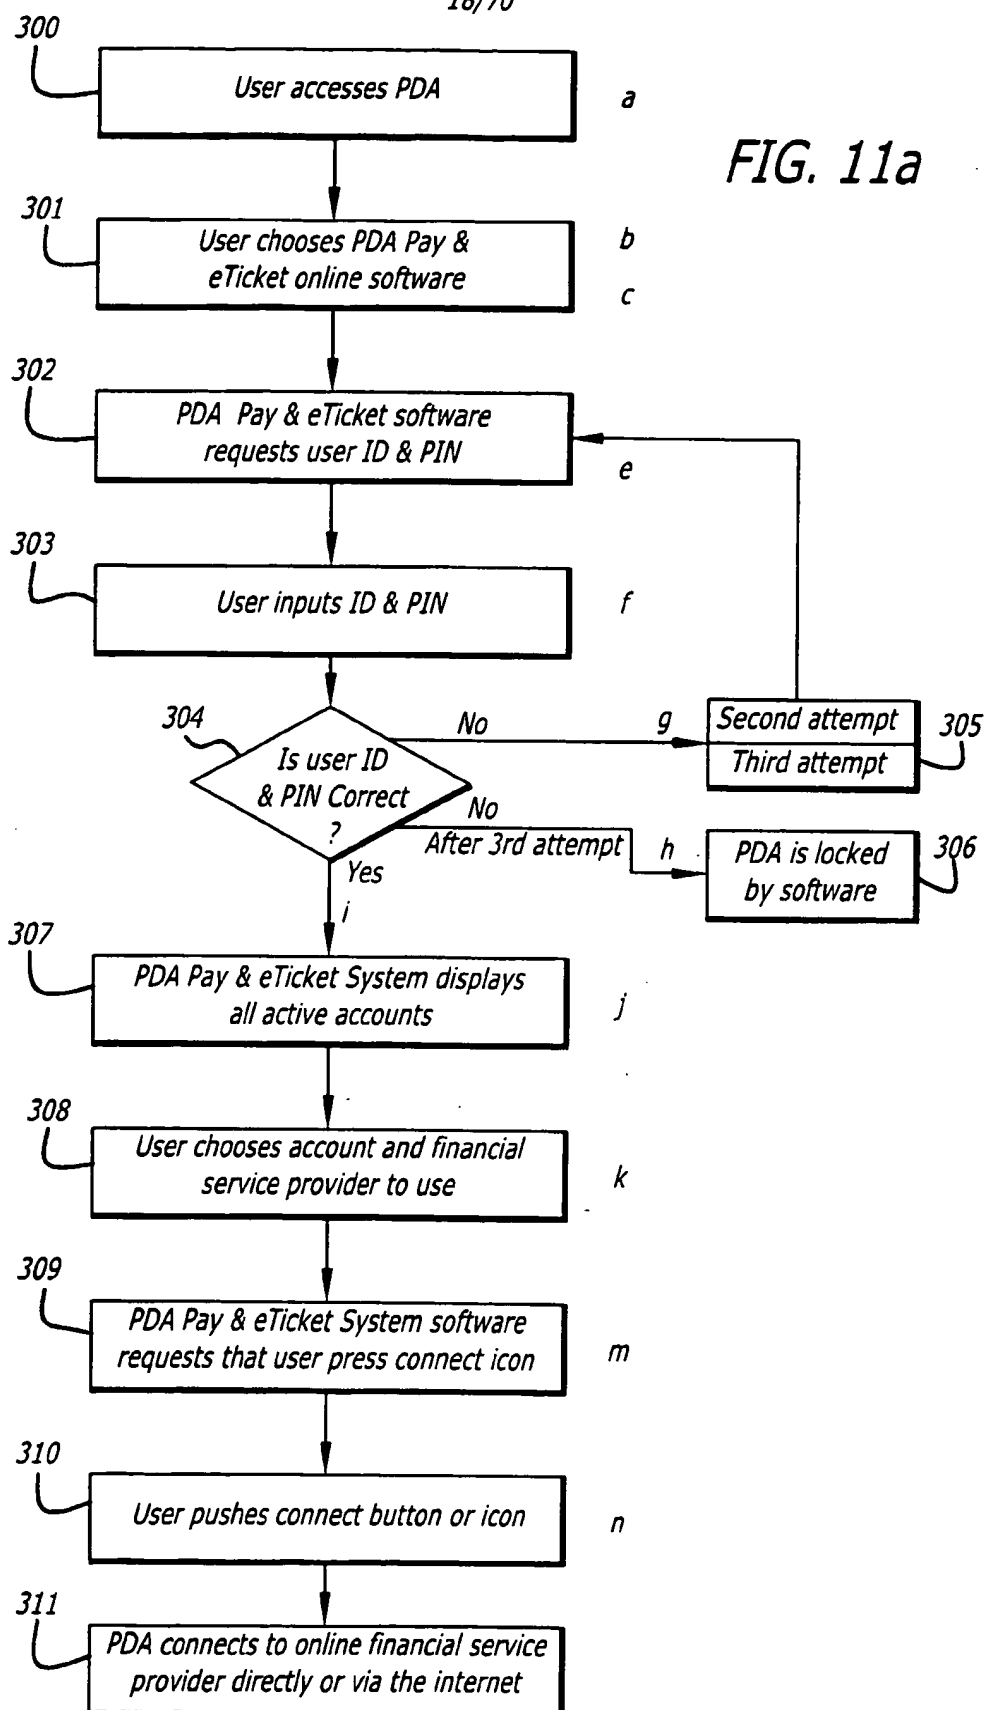 18/70
300
User accesses PDA
a
FIG. 11a
301
User chooses PDA Pay &
eTicket online software
b
c
302
PDA Pay & eTicket software
requests user ID & PIN
e
303
User inputs ID & PIN
f
304
Is user ID
& PIN Correct
?
No
g
Second attempt
Third attempt
305
No
After 3rd attempt
h
PDA is locked
by software
306
Yes
i
307
PDA Pay & eTicket System displays
all active accounts
j
308
User chooses account and financial
service provider to use
k
309
PDA Pay & eTicket System software
requests that user press connect icon
m
310
User pushes connect button or icon
n
311
PDA connects to online financial service
provider directly or via the internet